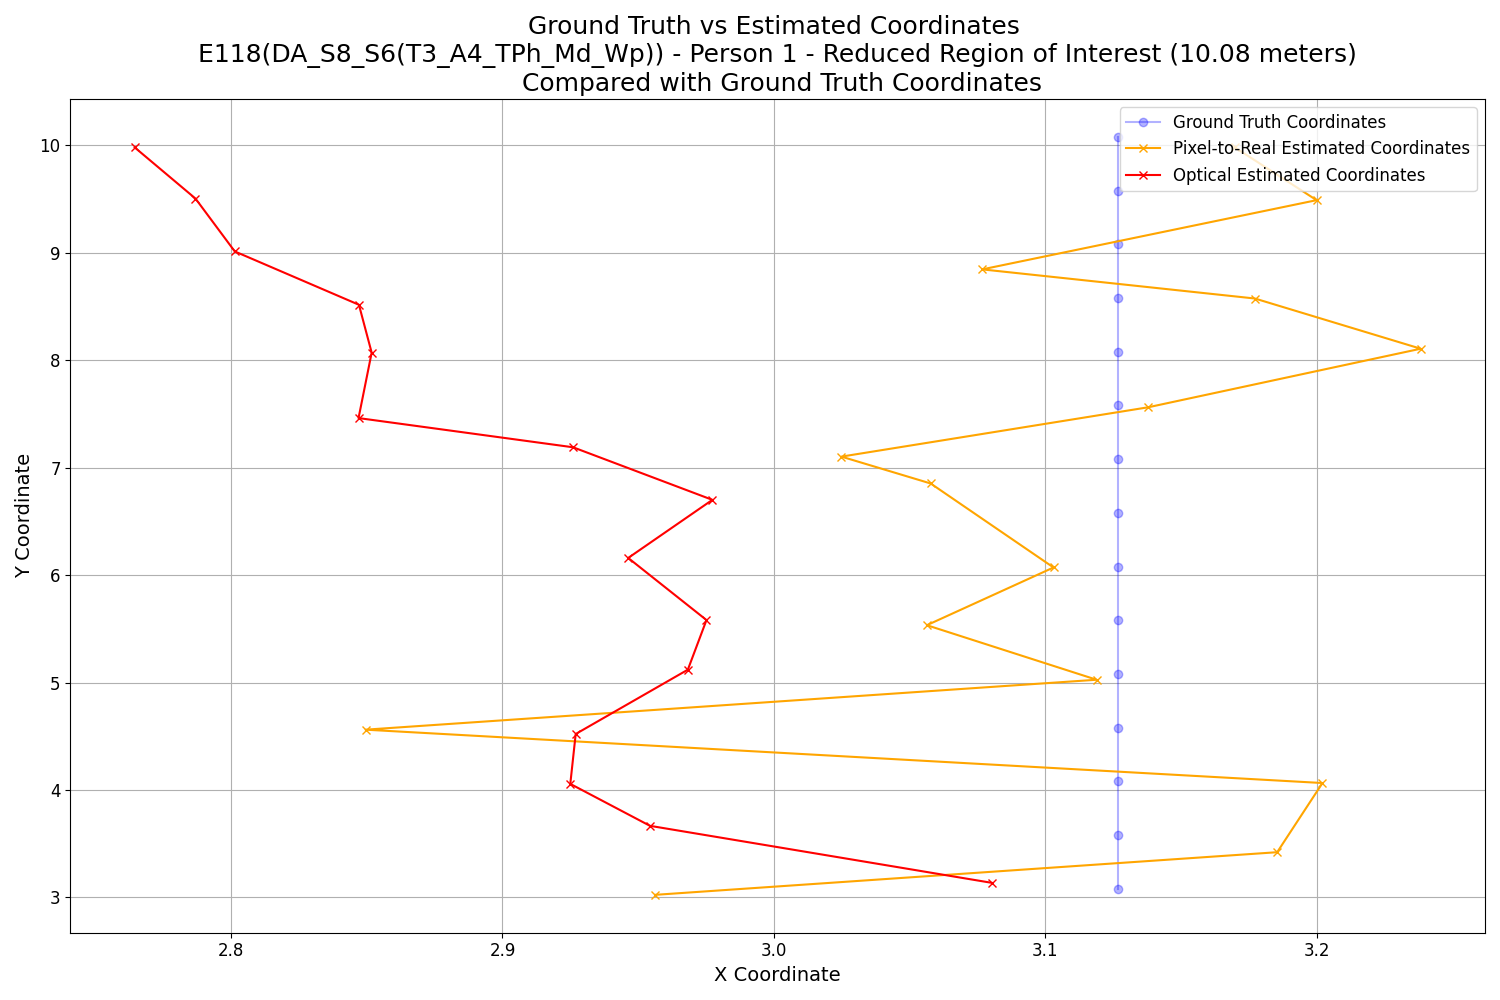 Ground Truth vs Estimated Coordinates
E118(DA_S8_S6(T3_A4_TPh_Md_Wp)) - Person 1 - Reduced Region of Interest (10.08 meters)
Compared with Ground Truth Coordinates
Ground Truth Coordinates
Pixel-to-Real Estimated Coordinates
Optical Estimated Coordinates
Y Coordinate
10
9
8
7
6
5
4
3
2.8
2.9
3.0
3.1
3.2
X Coordinate